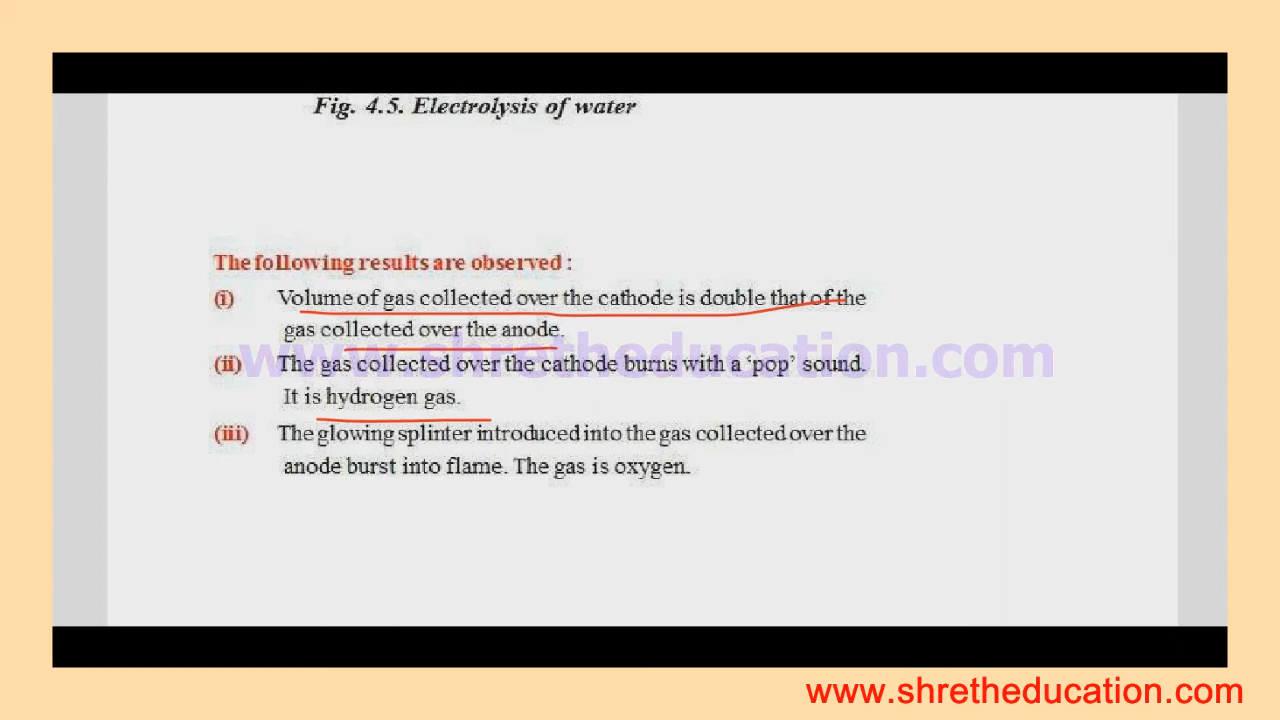 Fig. 4.5. Electrolysis of water
The following results are observed :
(i) Volume of gas collected over the cathode is double that of the
gas collected over the anode.
www.shretheducation.com
(ii) The gas collected over the cathode burns with a ‘pop’ sound.
It is hydrogen gas.
(iii) The glowing splinter introduced into the gas collected over the
anode burst into flame. The gas is oxygen.
www.shretheducation.com